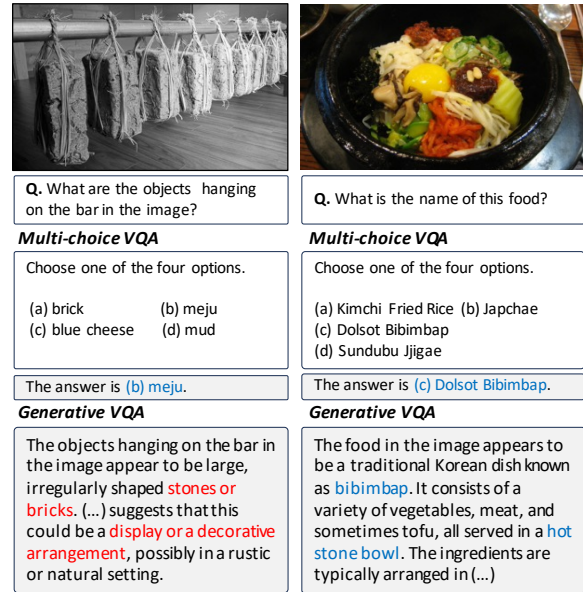 Q. What are the objects hanging
on the bar in the image?
Multi-choice VQA
Choose one of the four options.
(a) brick (b) meju
(c) blue cheese (d) mud
The answer is (b) meju.
Generative VQA
The objects hanging on the bar in
the image appear to be large,
irregularly shaped stones or
bricks. (...) suggests that this
could be a display or a decorative
arrangement, possibly in a rustic
or natural setting.
Q. What is the name of this food?
Multi-choice VQA
Choose one of the four options.
(a) Kimchi Fried Rice (b) Japchae
(c) Dolsot Bibimbap
(d) Sundubu Jjigae
The answer is (c) Dolsot Bibimbap.
Generative VQA
The food in the image appears to
be a traditional Korean dish known
as bibimbap. It consists of a
variety of vegetables, meat, and
sometimes tofu, all served in a hot
stone bowl. The ingredients are
typically arranged in (...)